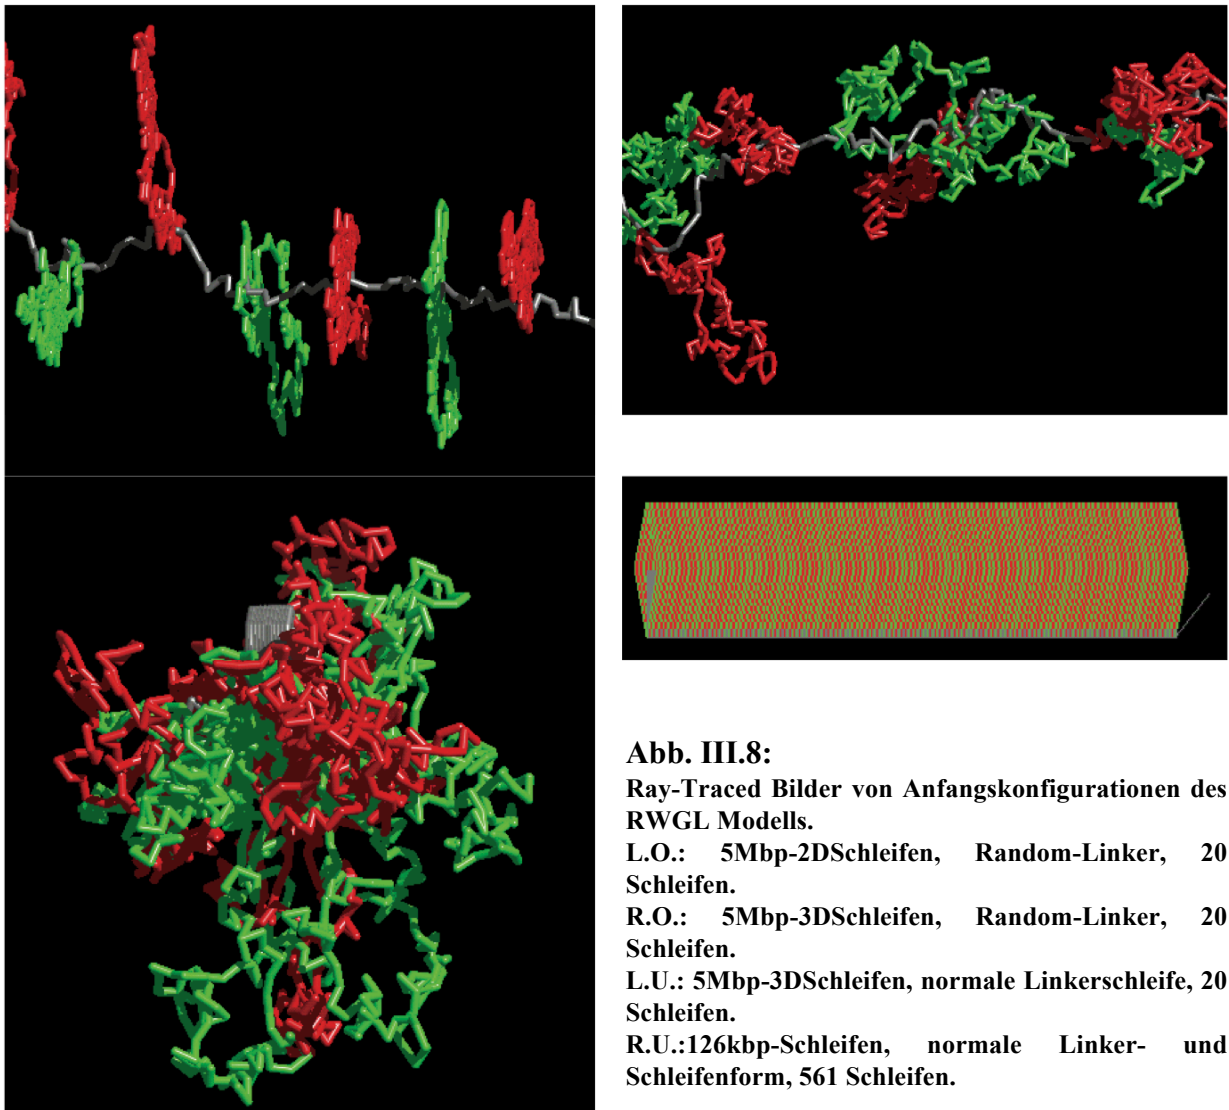 Abb. III.8:
Ray-Traced Bilder von Anfangskonfigurationen des
RWGL Modells.
L.O.: 5Mbp-2DSchleifen, Random-Linker, 20
Schleifen.
R.O.: 5Mbp-3DSchleifen, Random-Linker, 20
Schleifen.
L.U.: 5Mbp-3DSchleifen, normale Linkerschleife, 20
Schleifen.
R.U.:126kbp-Schleifen, normale Linker- und
Schleifenform, 561 Schleifen.